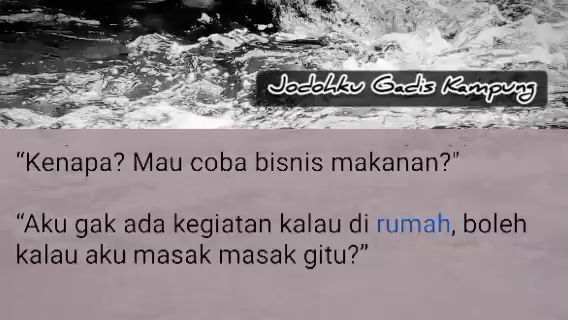 Jodohku Gadis Kampung
“Kenapa? Mau coba bisnis makanan?"
“Aku gak ada kegiatan kalau di rumah, boleh
kalau aku masak masak gitu?”